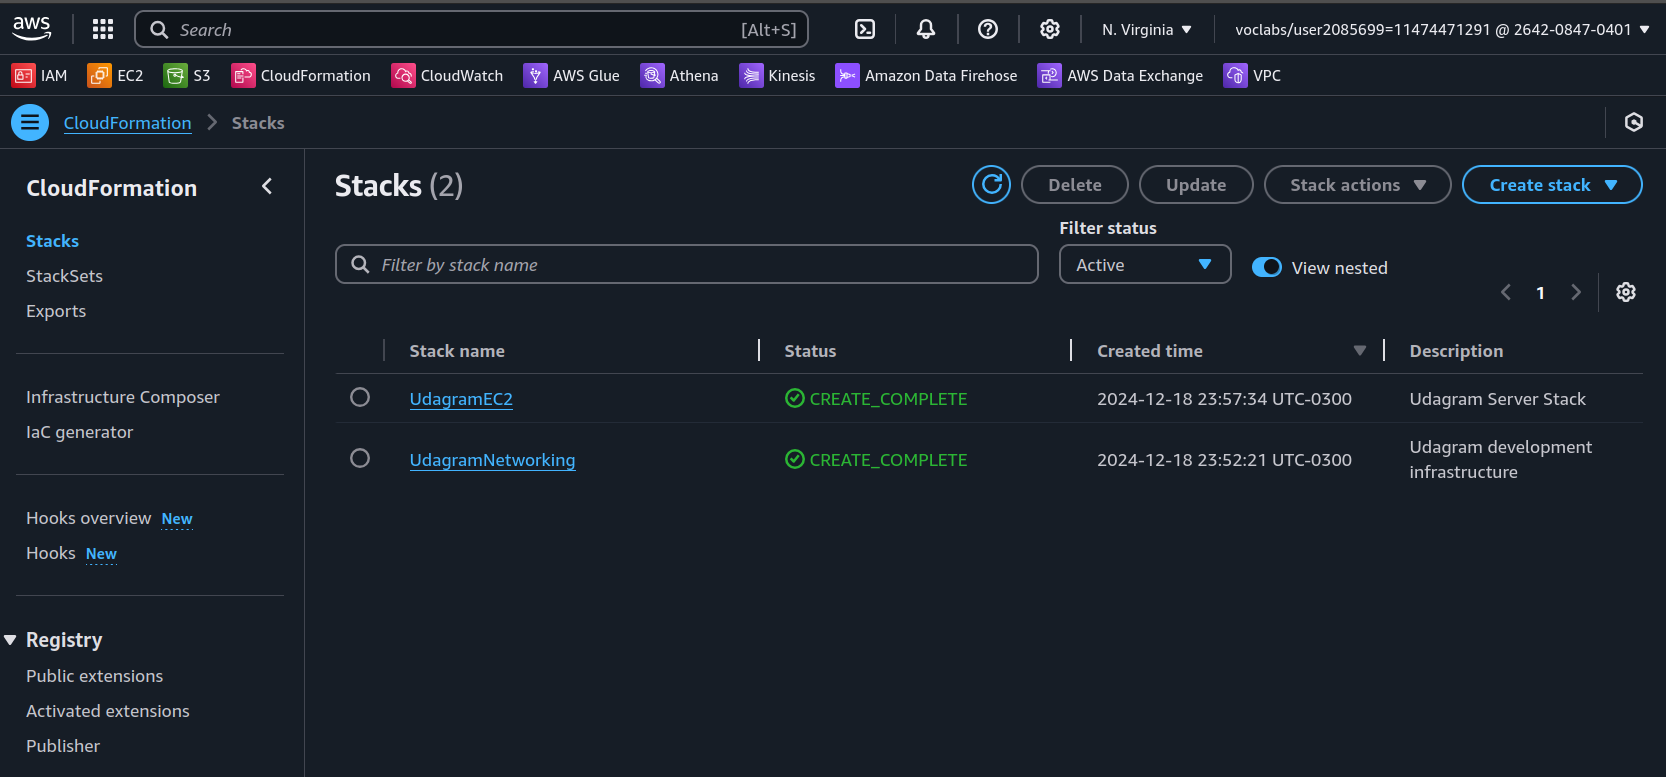 aws
Search [Alt+S]
N. Virginia
voclabs/user2085699=11474471291 @ 2642-0847-0401
IAM
EC2
S3
CloudFormation
CloudWatch
AWS Glue
Athena
Kinesis
Amazon Data Firehose
AWS Data Exchange
VPC
CloudFormation
Stacks
CloudFormation
Stacks
StackSets
Exports
Infrastructure Composer
IaC generator
Hooks overview New
Hooks New
Registry
Public extensions
Activated extensions
Publisher
Stacks (2)
Delete
Update
Stack actions
Create stack
Filter by stack name
Filter status
Active
View nested
1
Stack name Status Created time Description
UdagramEC2 CREATE_COMPLETE 2024-12-18 23:57:34 UTC-0300 Udagram Server Stack
UdagramNetworking CREATE_COMPLETE 2024-12-18 23:52:21 UTC-0300 Udagram development
infrastructure